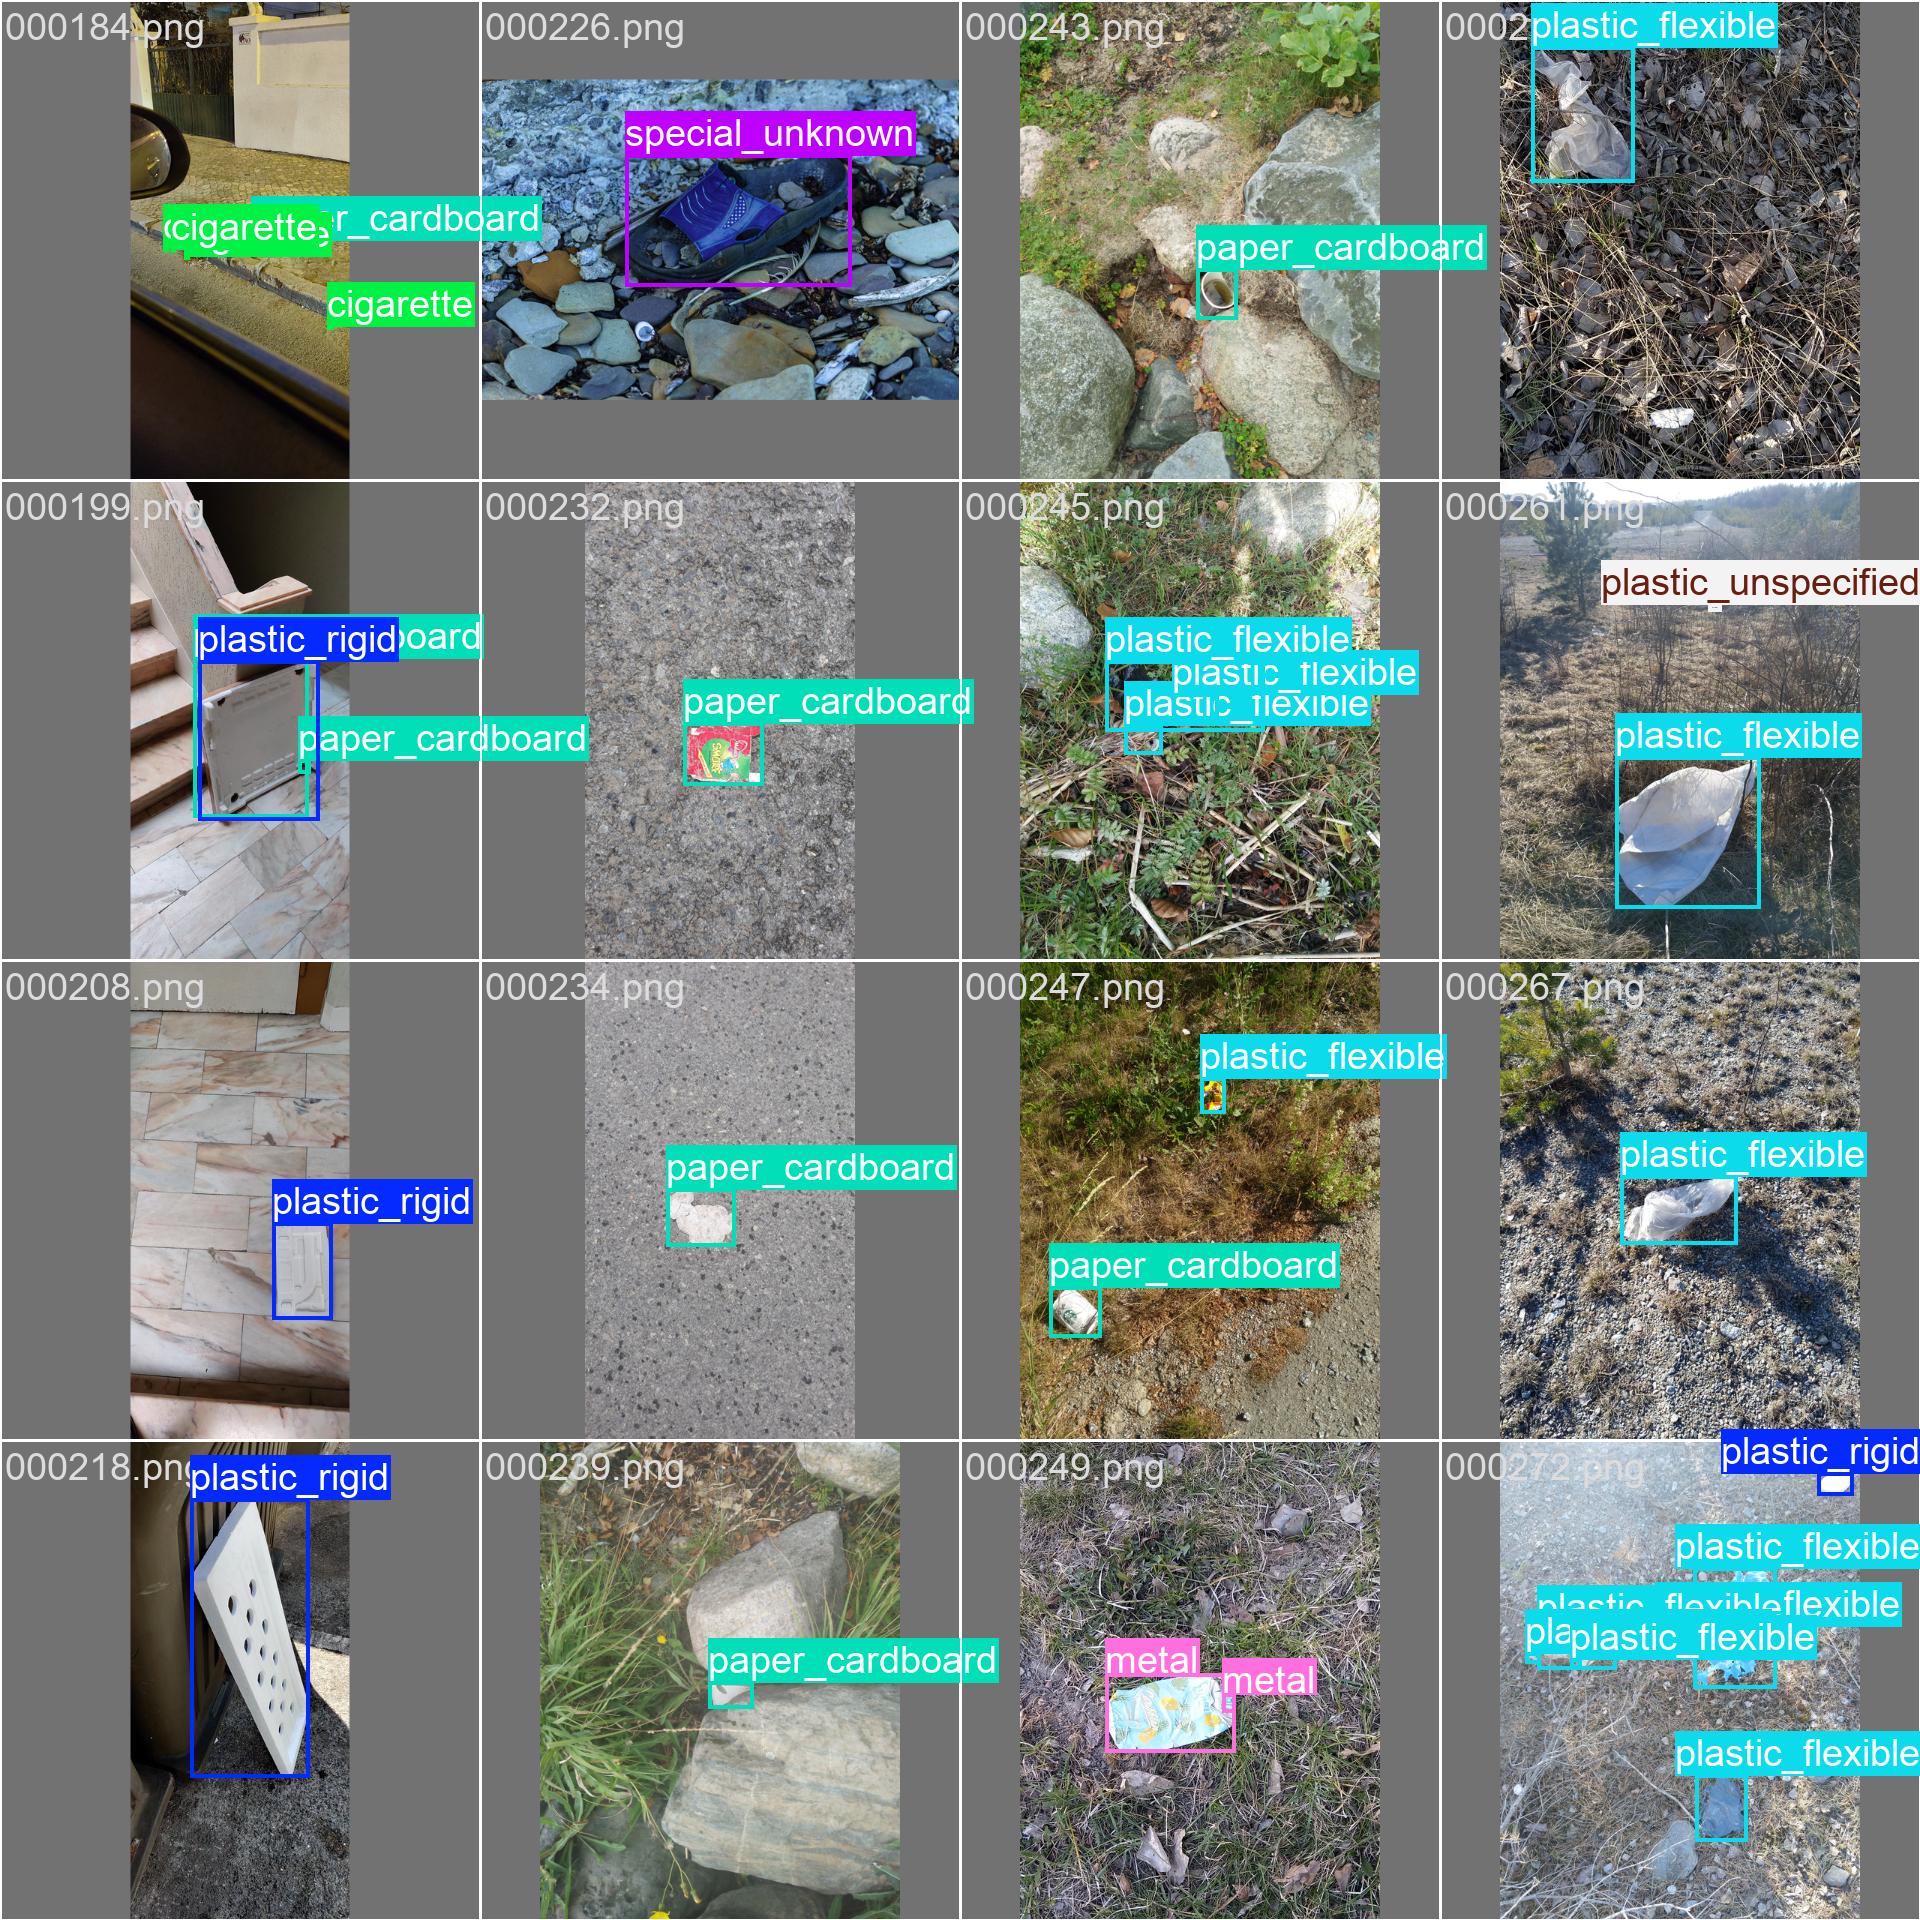 000184.png
cigarette
cigarette
000226.png
special_unknown
000243.png
paper_cardboard
plastic_flexible
000199.png
plastic_rigid
paper_cardboard
000232.png
paper_cardboard
000245.png
plastic_flexible
plastic_flexible
plastic_flexible
000261.png
plastic_unspecified
plastic_flexible
000208.png
plastic_rigid
000234.png
paper_cardboard
000247.png
plastic_flexible
paper_cardboard
000267.png
plastic_flexible
000218.png
plastic_rigid
000239.png
paper_cardboard
000249.png
metal
metal
000272.png
plastic_rigid
plastic_flexible
plastic_flexible
plastic_flexible
plastic_flexible